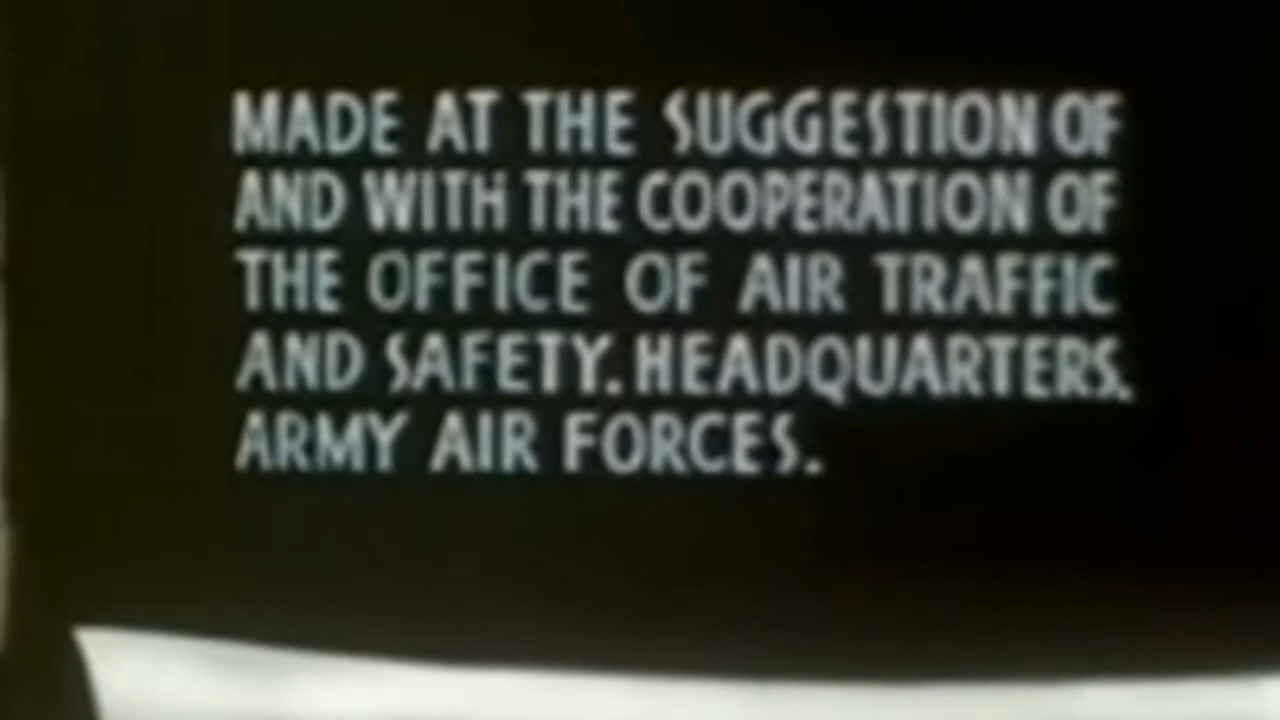 MADE AT THE SUGGESTION OF
AND WITH THE COOPERATION OF
THE OFFICE OF AIR TRAFFIC
AND SAFETY. HEADQUARTERS.
ARMY AIR FORCES.